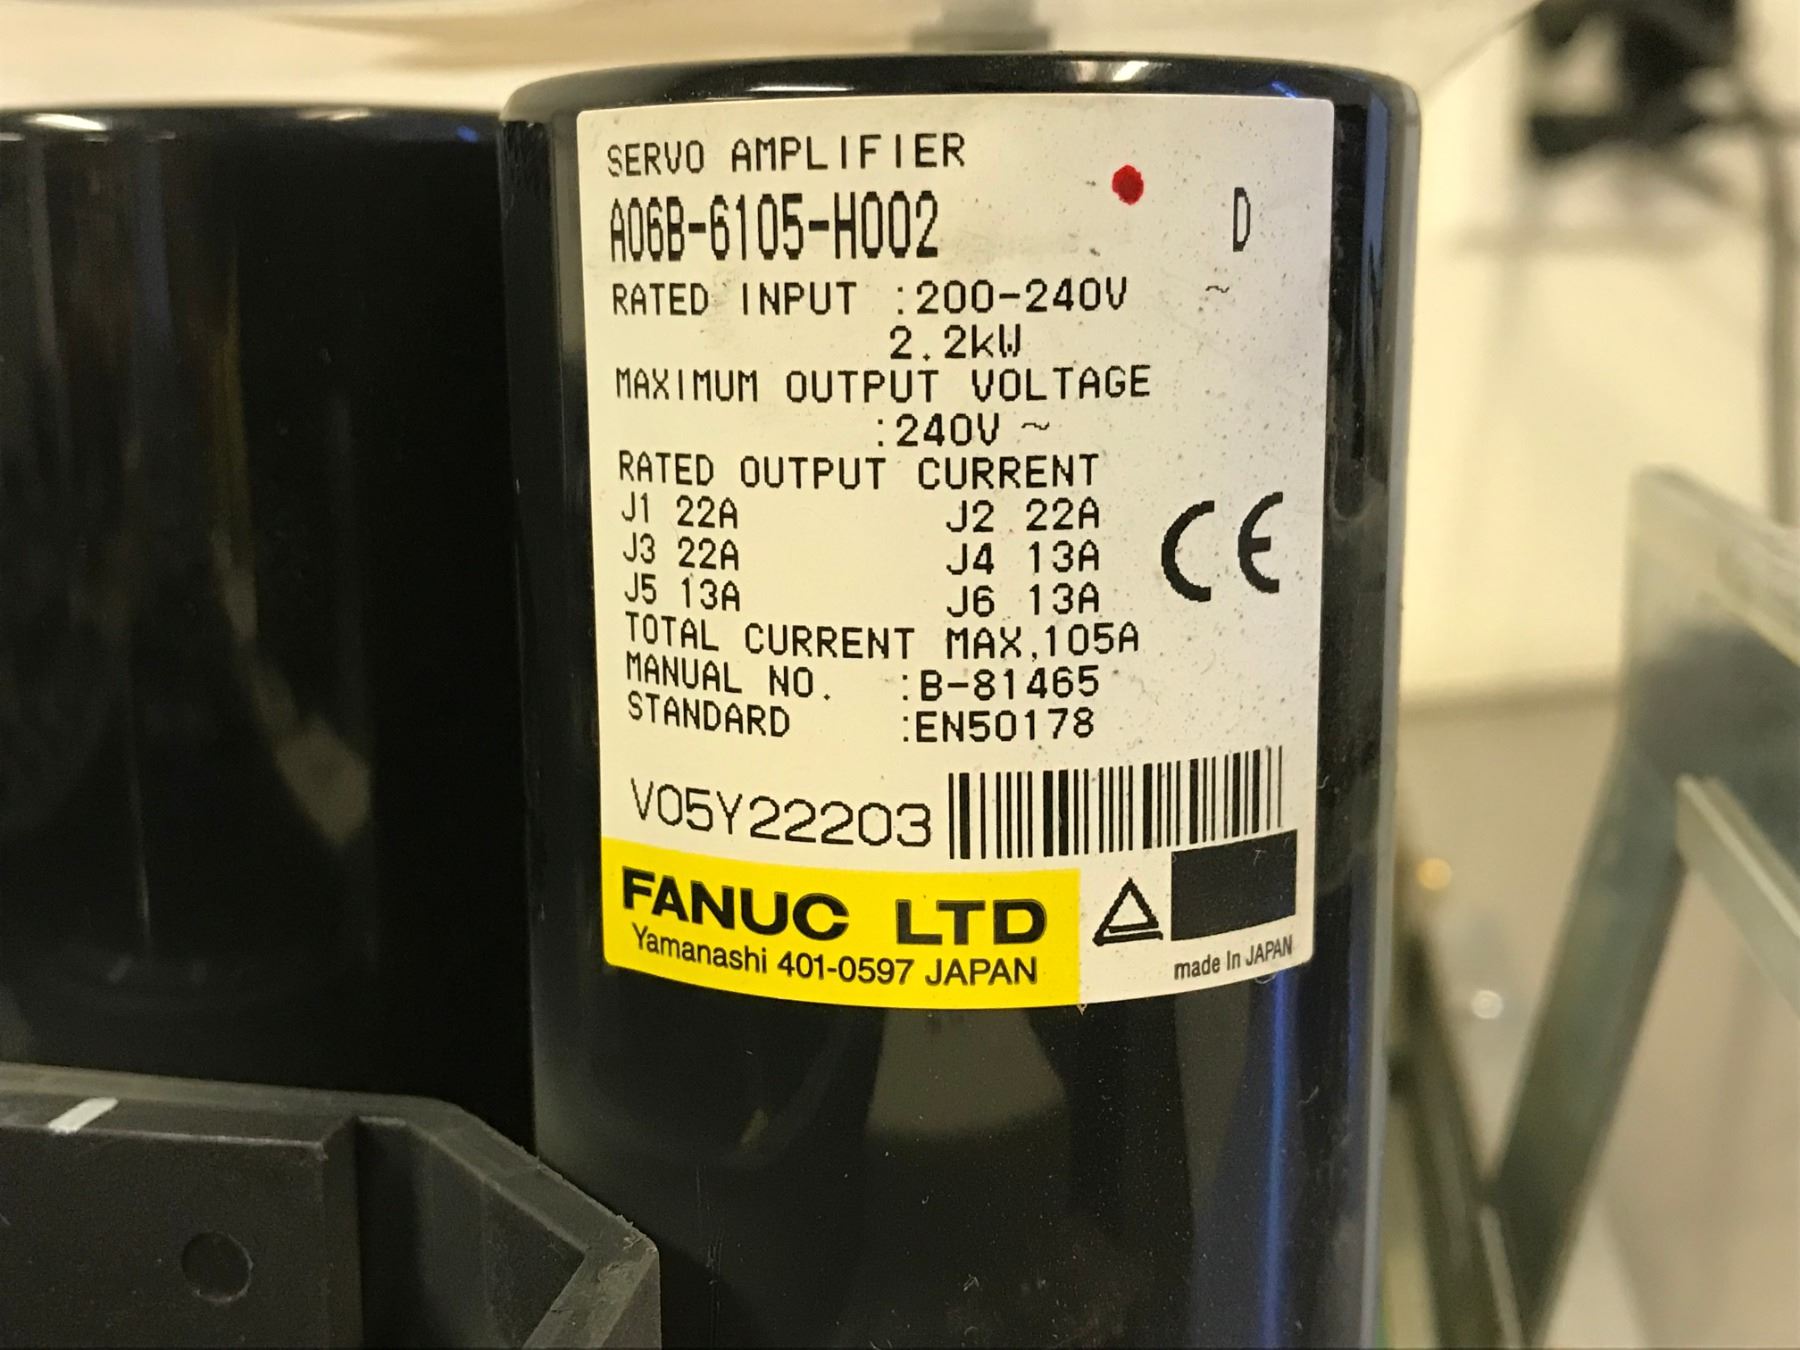 SERVO AMPLIFIER
A06B-6105-H002 D
RATED INPUT :200-240V ~
2.2kW
MAXIMUM OUTPUT VOLTAGE
:240V ~
RATED OUTPUT CURRENT
J1 22A J2 22A
J3 22A J4 13A
J5 13A J6 13A
CE
TOTAL CURRENT MAX.105A
MANUAL NO. :B-81465
STANDARD :EN50178
V05Y22203
FANUC LTD
Yamanashi 401-0597 JAPAN
made In JAPAN